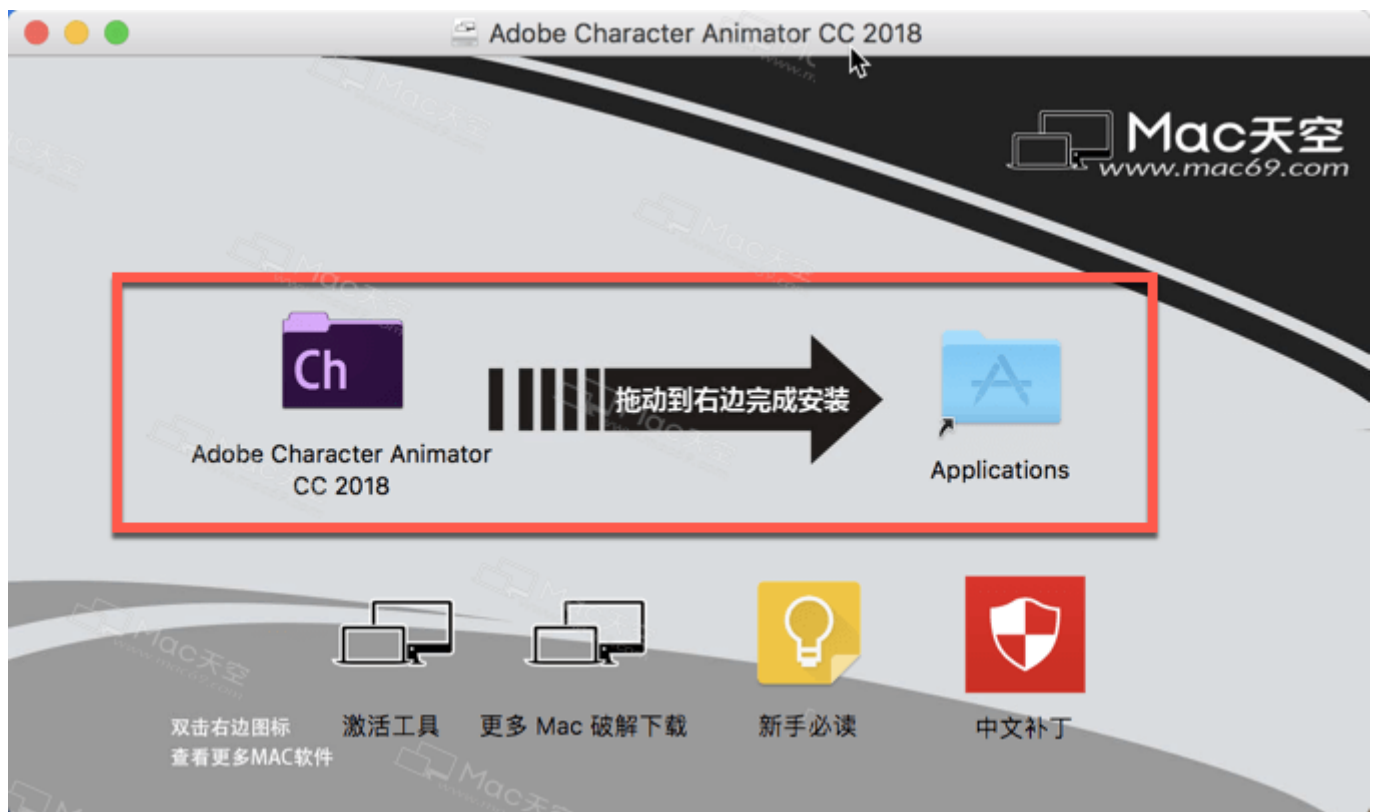 Adobe Character Animator CC 2018
Mac天空
www.mac69.com
Ch
拖动到右边完成安装
Adobe Character Animator
CC 2018
Applications
双击右边图标
查看更多MAC软件
激活工具
更多 Mac 破解下载
新手必读
中文补丁